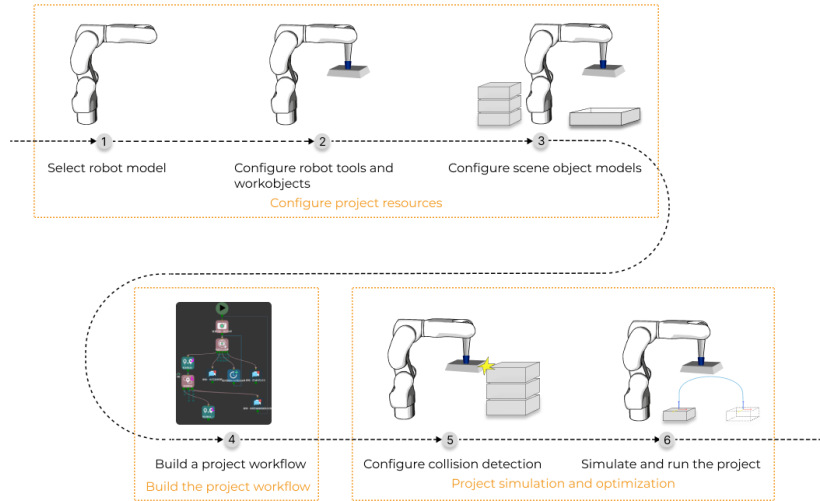 1
2
3
Select robot model
Configure robot tools and
workobjects
Configure scene object models
Configure project resources
4
5
6
Build a project workflow
Configure collision detection
Simulate and run the project
Build the project workflow
Project simulation and optimization